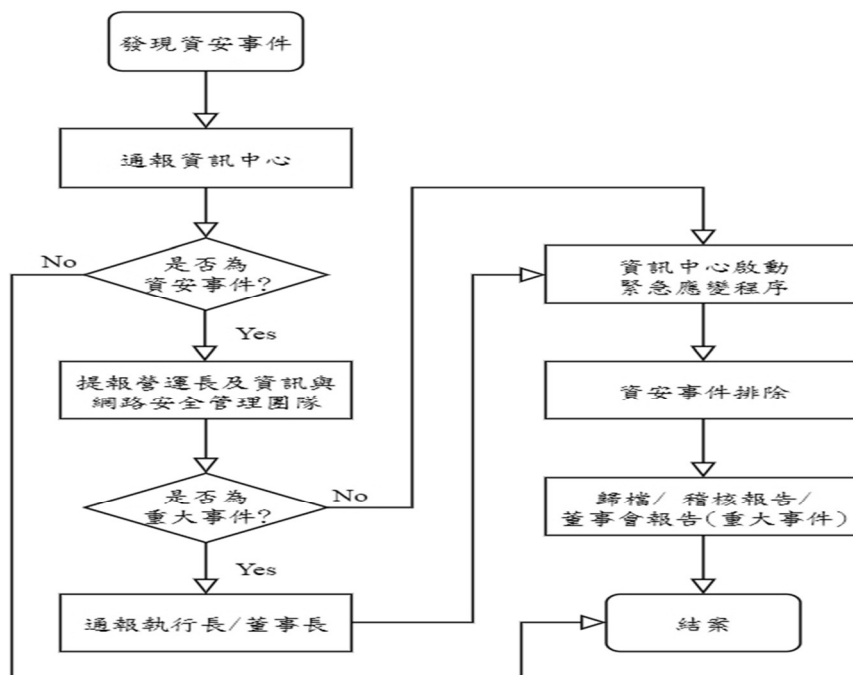 發現資安事件
通報資訊中心
是否為
資安事件?
No
Yes
提報營運長及資訊與
網路安全管理團隊
是否為
重大事件?
No
Yes
通報執行長/董事長
資訊中心啟動
緊急應變程序
資安事件排除
歸檔/ 稽核報告/
董事會報告(重大事件)
結案